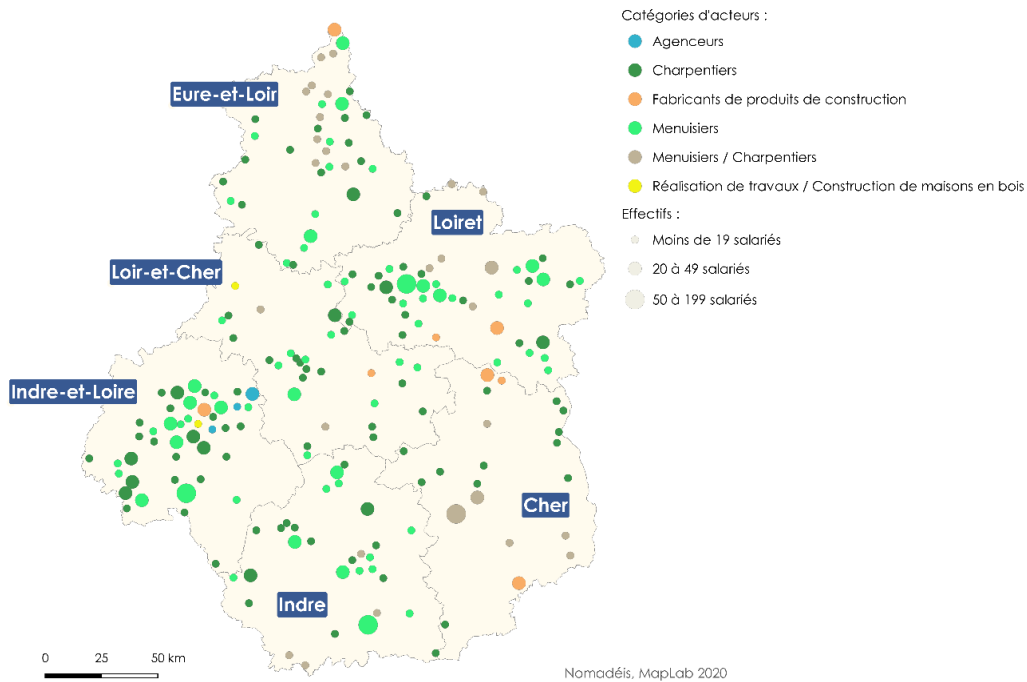 Catégories d'acteurs :
Agenceurs
Charpentiers
Fabricants de produits de construction
Menuisiers
Menuisiers / Charpentiers
Réalisation de travaux / Construction de maisons en bois
Effectifs :
Moins de 19 salariés
20 à 49 salariés
50 à 199 salariés
Eure-et-Loir
Loiret
Loir-et-Cher
Indre-et-Loire
Cher
Indre
0 25 50 km
Nomadéis, MapLab 2020